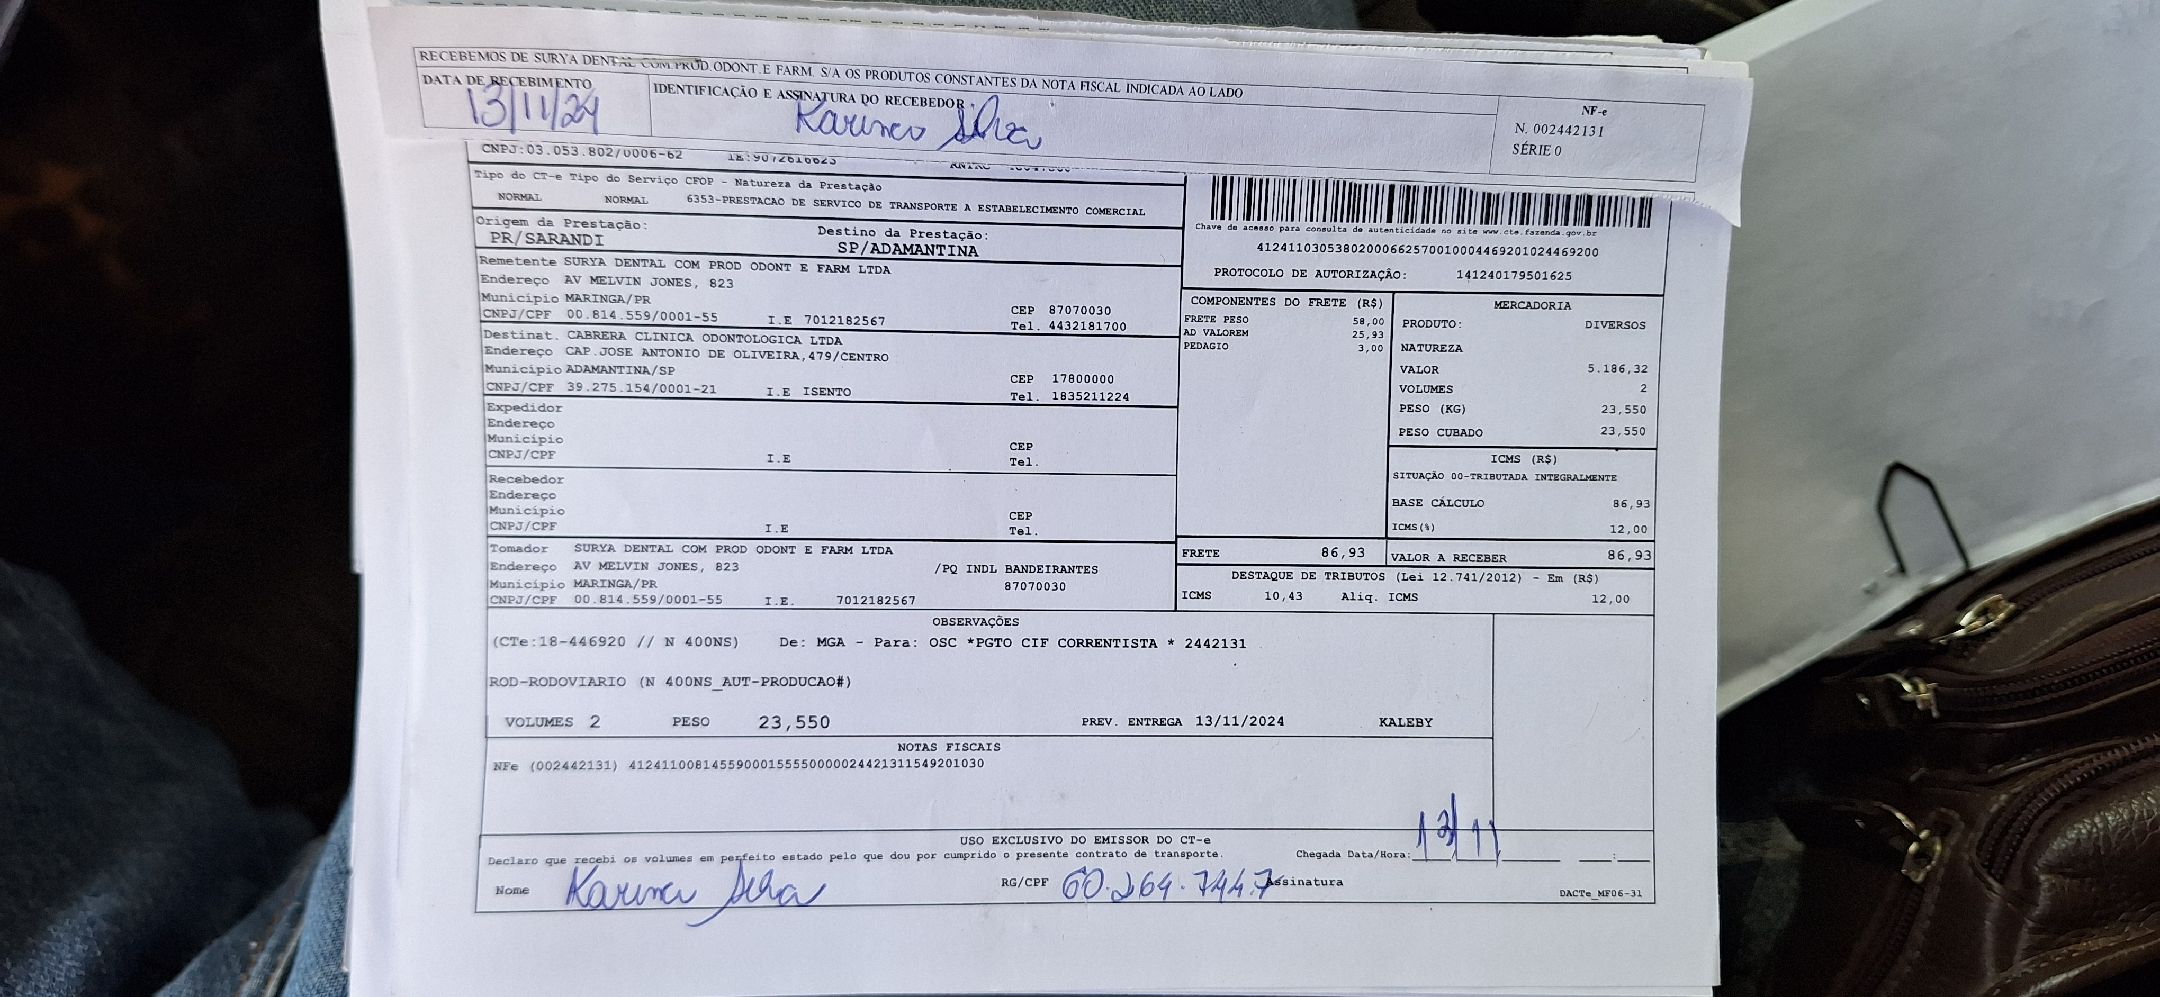 RECEBEMOS DE SURYA DENTAL COM.PROD.ODONT.E FARM. S/A OS PRODUTOS CONSTANTES DA NOTA FISCAL INDICADA AO LADO
DATA DE RECEBIMENTO
13/11/24
IDENTIFICAÇÃO E ASSINATURA DO RECEBEDOR
Karina Silva
NF-e
N. 002442131
SÉRIE 0
CNPJ:03.053.802/0006-62 IE:9072616623
Tipo do CT-e Tipo do Serviço CFOP - Natureza da Prestação
NORMAL NORMAL 6353-PRESTACAO DE SERVICO DE TRANSPORTE A ESTABELECIMENTO COMERCIAL
Origem da Prestação: Destino da Prestação:
PR/SARANDI SP/ADAMANTINA
Chave de acesso para consulta de autenticidade no site www.cte.fazenda.gov.br
41241103053802000662570010004469201024469200
PROTOCOLO DE AUTORIZAÇÃO: 141240179501625
Remetente SURYA DENTAL COM PROD ODONT E FARM LTDA
Endereço AV MELVIN JONES, 823
Município MARINGA/PR CEP 87070030
CNPJ/CPF 00.814.559/0001-55 I.E 7012182567 Tel. 4432181700
Destinat. CABRERA CLINICA ODONTOLOGICA LTDA
Endereço CAP.JOSE ANTONIO DE OLIVEIRA,479/CENTRO
Município ADAMANTINA/SP CEP 17800000
CNPJ/CPF 39.275.154/0001-21 I.E ISENTO Tel. 1835211224
Expedidor
Endereço
Município CEP
CNPJ/CPF I.E Tel.
Recebedor
Endereço
Município CEP
CNPJ/CPF I.E Tel.
Tomador SURYA DENTAL COM PROD ODONT E FARM LTDA
Endereço AV MELVIN JONES, 823 /PQ INDL BANDEIRANTES
Município MARINGA/PR 87070030
CNPJ/CPF 00.814.559/0001-55 I.E. 7012182567
COMPONENTES DO FRETE (R$)
FRETE PESO 58,00
AD VALOREM 25,93
PEDAGIO 3,00
MERCADORIA
PRODUTO: DIVERSOS
NATUREZA
VALOR 5.186,32
VOLUMES 2
PESO (KG) 23,550
PESO CUBADO 23,550
ICMS (R$)
SITUAÇÃO 00-TRIBUTADA INTEGRALMENTE
BASE CÁLCULO 86,93
ICMS(%) 12,00
FRETE 86,93 VALOR A RECEBER 86,93
DESTAQUE DE TRIBUTOS (Lei 12.741/2012) - Em (R$)
ICMS 10,43 Aliq. ICMS 12,00
OBSERVAÇÕES
(CTe:18-446920 // N 400NS) De: MGA - Para: OSC *PGTO CIF CORRENTISTA * 2442131
ROD-RODOVIARIO (N 400NS_AUT-PRODUCAO#)
VOLUMES 2 PESO 23,550 PREV. ENTREGA 13/11/2024 KALEBY
NOTAS FISCAIS
NFe (002442131) 41241100814559000155550000024421311549201030
USO EXCLUSIVO DO EMISSOR DO CT-e
Declaro que recebi os volumes em perfeito estado pelo que dou por cumprido o presente contrato de transporte. Chegada Data/Hora: 13/11
Nome Karina Silva RG/CPF 60.264.744.7 Assinatura
DACTe_MF06-31